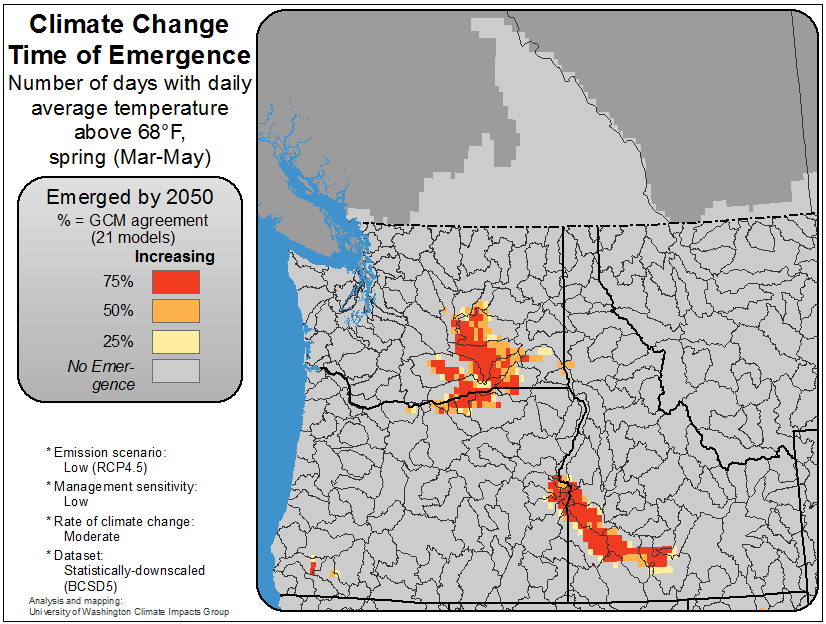 Climate Change
Time of Emergence
Number of days with daily
average temperature
above 68°F,
spring (Mar-May)
Emerged by 2050
% = GCM agreement
(21 models)
Increasing
75%
50%
25%
No Emer-
gence
* Emission scenario:
Low (RCP4.5)
* Management sensitivity:
Low
* Rate of climate change:
Moderate
* Dataset:
Statistically-downscaled
(BCSD5)
Analysis and mapping:
University of Washington Climate Impacts Group